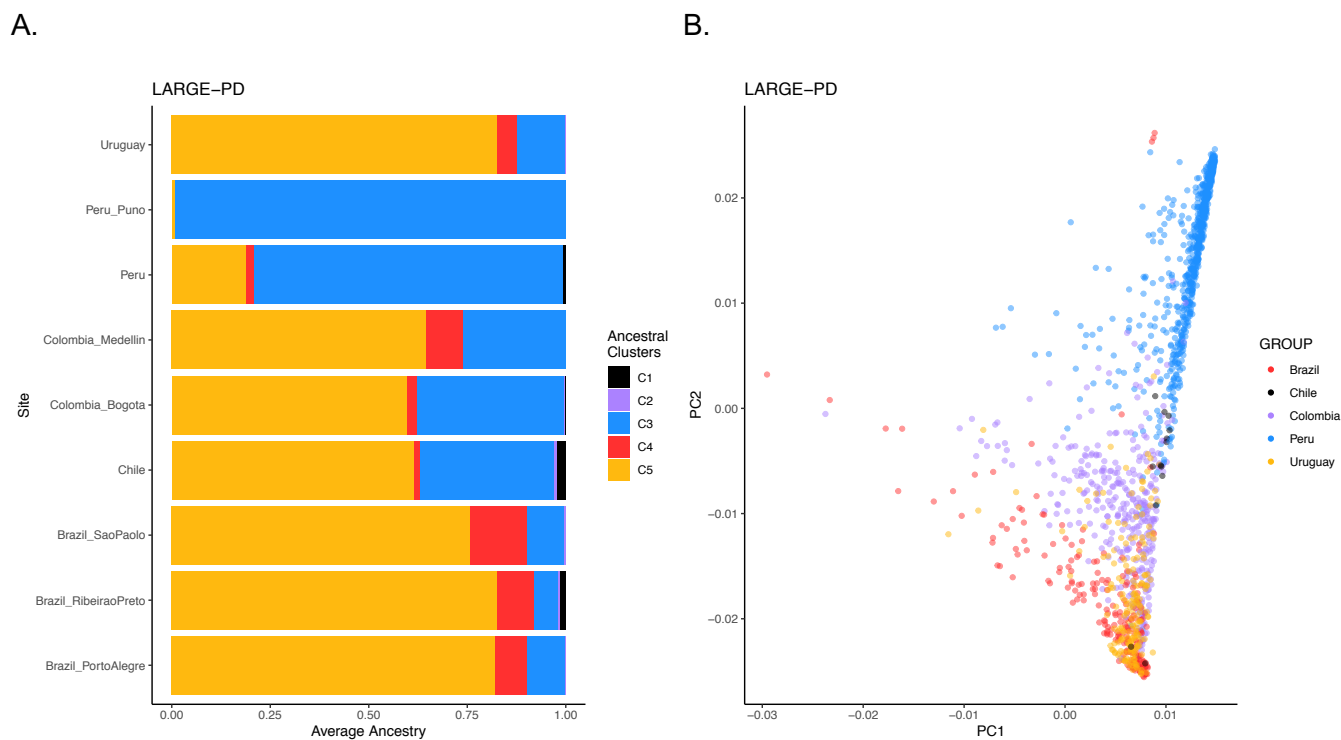 A.
LARGE−PD
Uruguay
Peru_Puno
Peru
Colombia_Medellin
Colombia_Bogota
Chile
Brazil_SaoPaolo
Brazil_RibeiraoPreto
Brazil_PortoAlegre
Site
0.00 0.25 0.50 0.75 1.00
Average Ancestry
Ancestral
Clusters
C1
C2
C3
C4
C5
B.
LARGE−PD
0.02
0.01
0.00
−0.01
−0.02
PC2
−0.03 −0.02 −0.01 0.00 0.01
PC1
GROUP
Brazil
Chile
Colombia
Peru
Uruguay